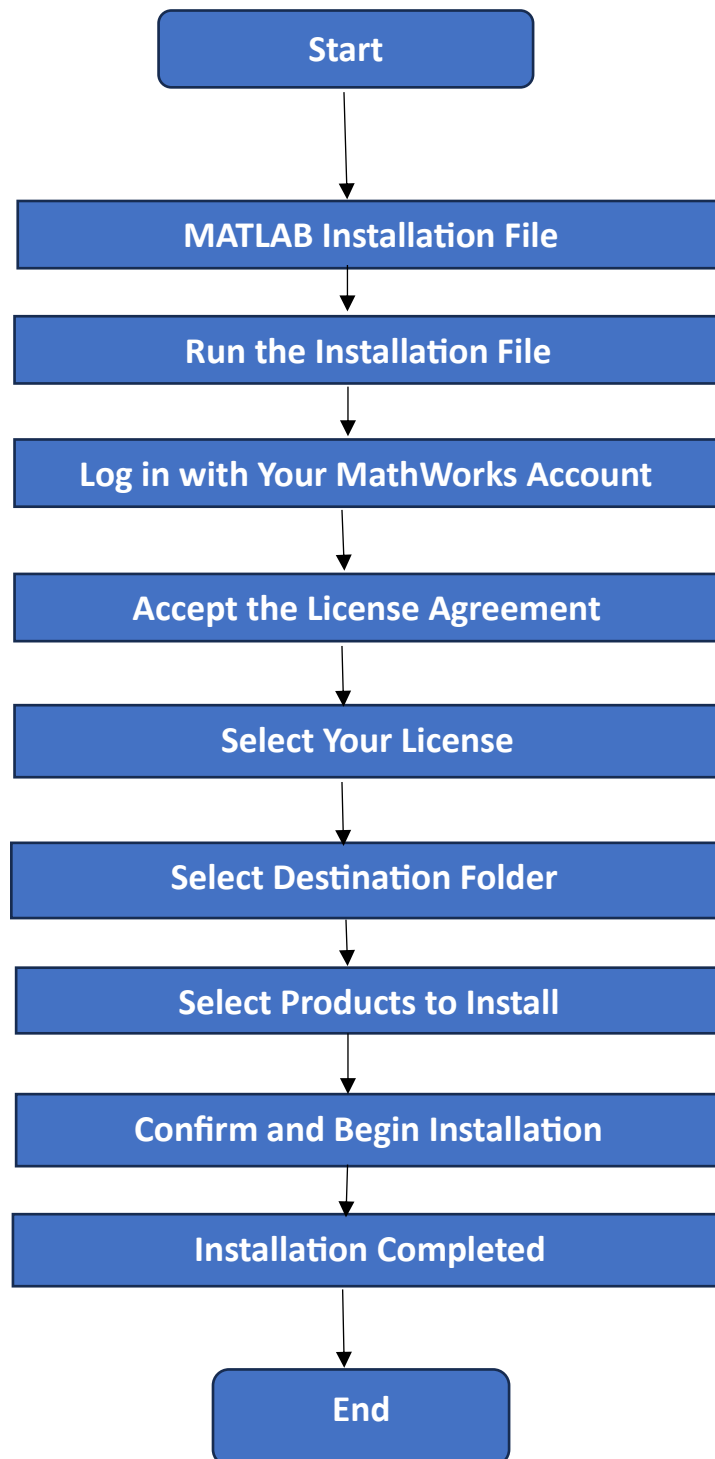 Start
MATLAB Installation File
Run the Installation File
Log in with Your MathWorks Account
Accept the License Agreement
Select Your License
Select Destination Folder
Select Products to Install
Confirm and Begin Installation
Installation Completed
End